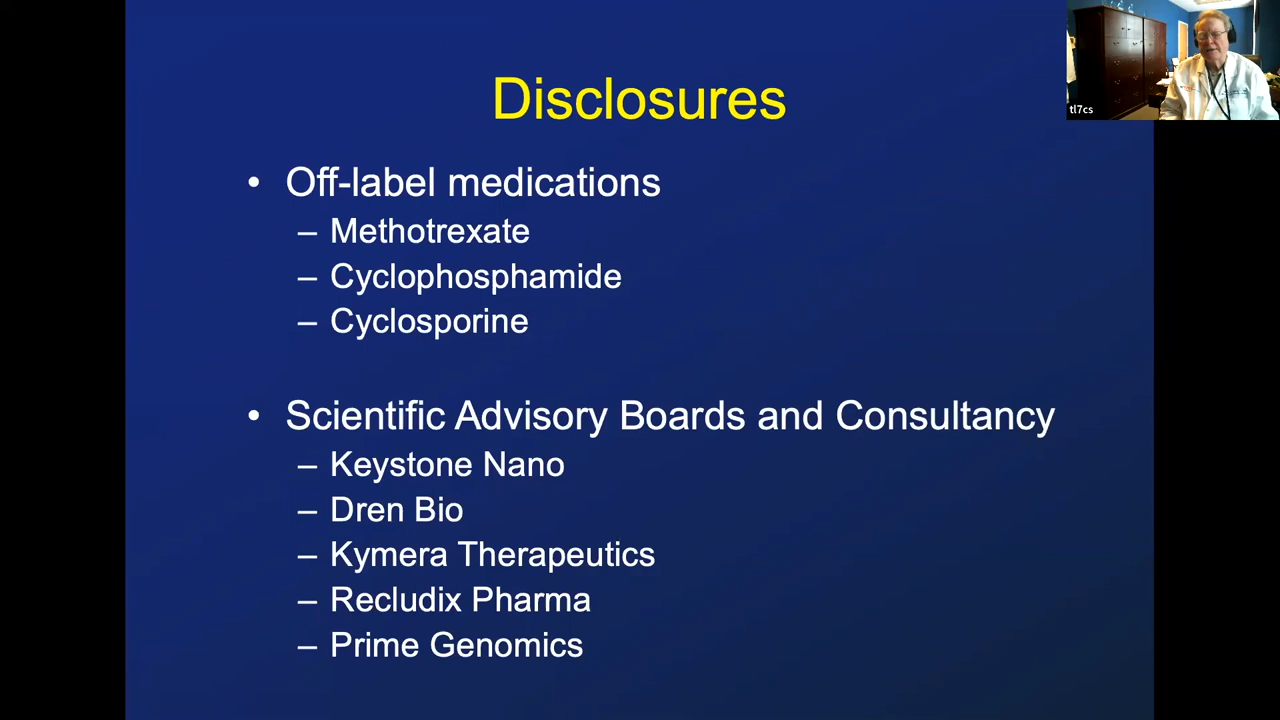 Disclosures
• Off-label medications
– Methotrexate
– Cyclophosphamide
– Cyclosporine
• Scientific Advisory Boards and Consultancy
– Keystone Nano
– Dren Bio
– Kymera Therapeutics
– Recludix Pharma
– Prime Genomics
tl7cs